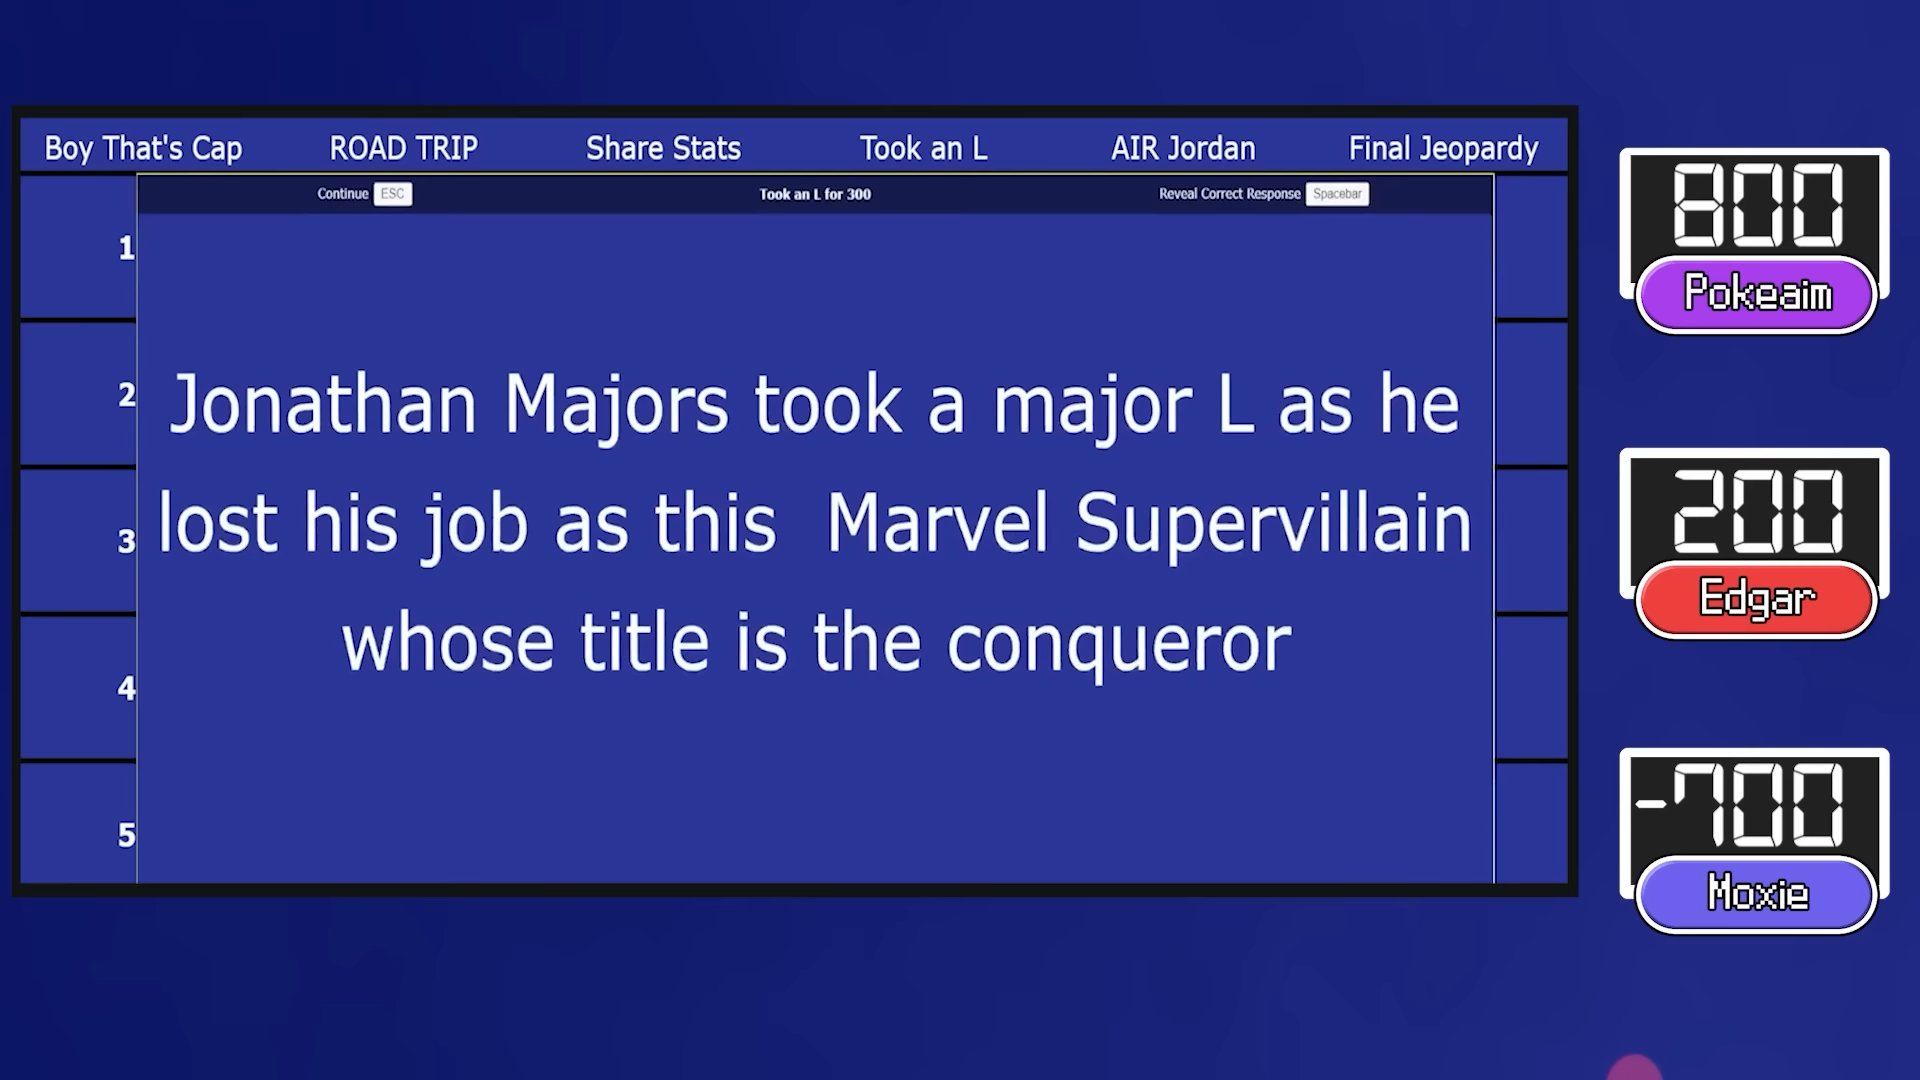 Boy That's Cap ROAD TRIP Share Stats Took an L AIR Jordan Final Jeopardy
Continue ESC Took an L for 300 Reveal Correct Response Spacebar
1
2
3
4
5
Jonathan Majors took a major L as he
lost his job as this Marvel Supervillain
whose title is the conqueror
800
Pokeaim
200
Edgar
-700
Moxie